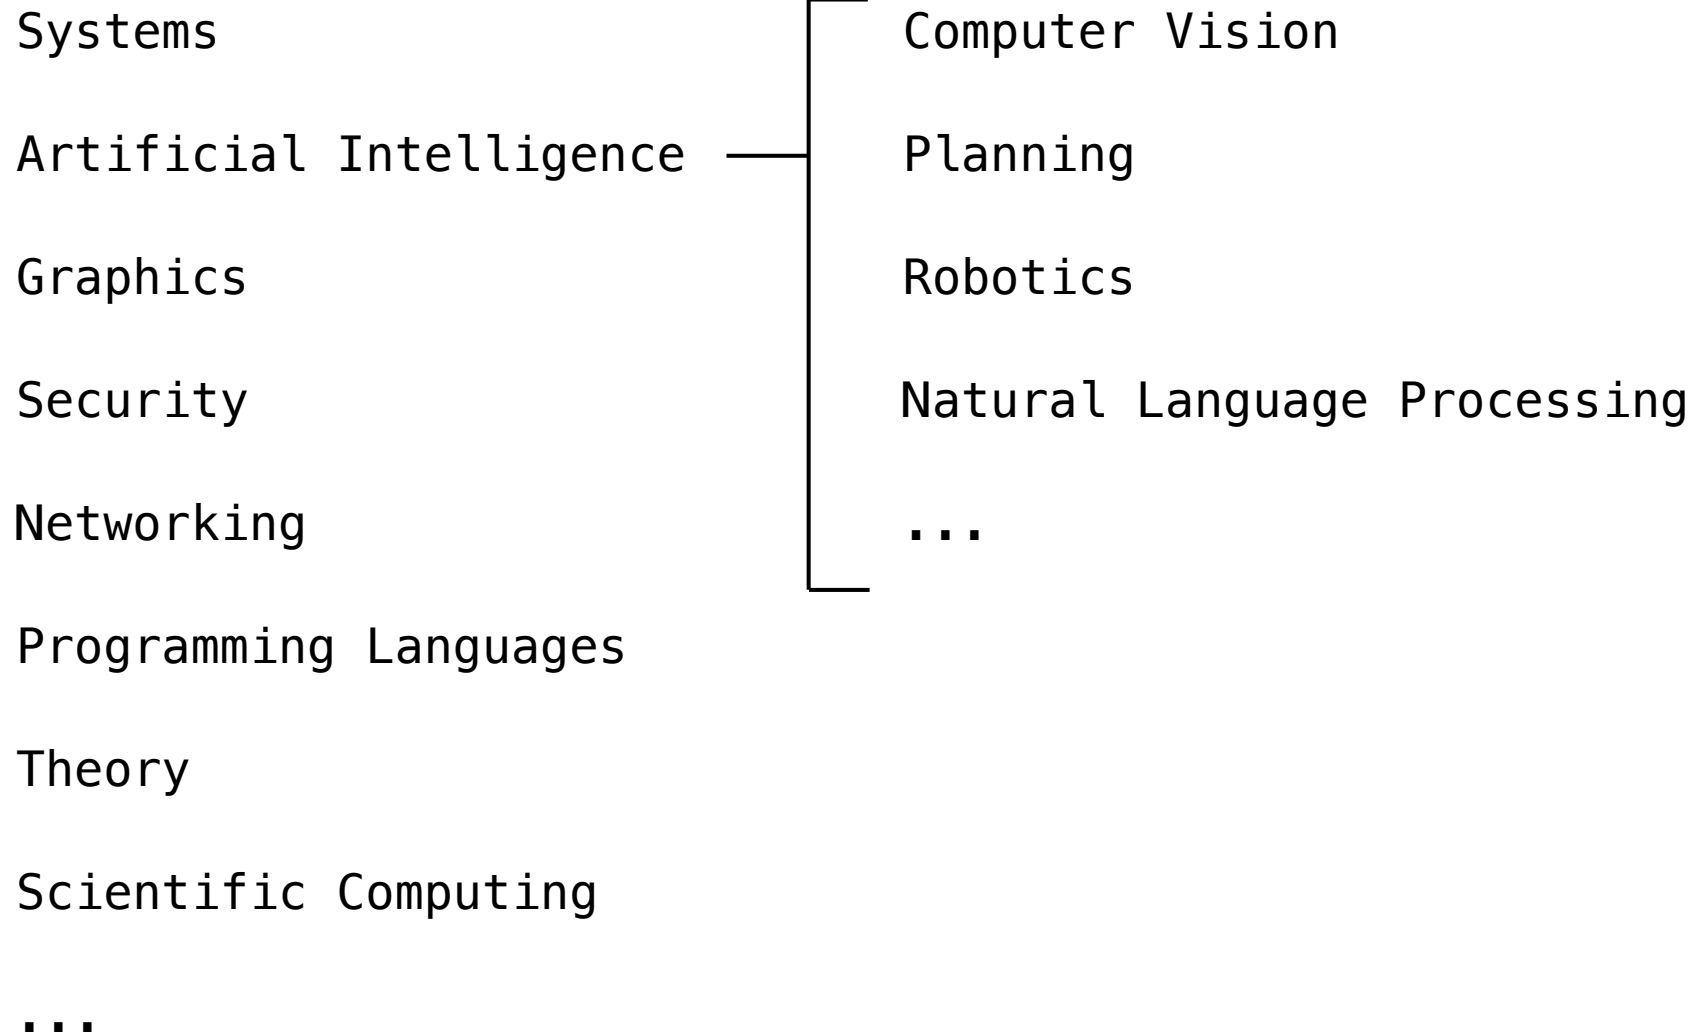 Systems
Artificial Intelligence
Graphics
Security
Networking
Programming Languages
Theory
Scientific Computing
...
Computer Vision
Planning
Robotics
Natural Language Processing
...